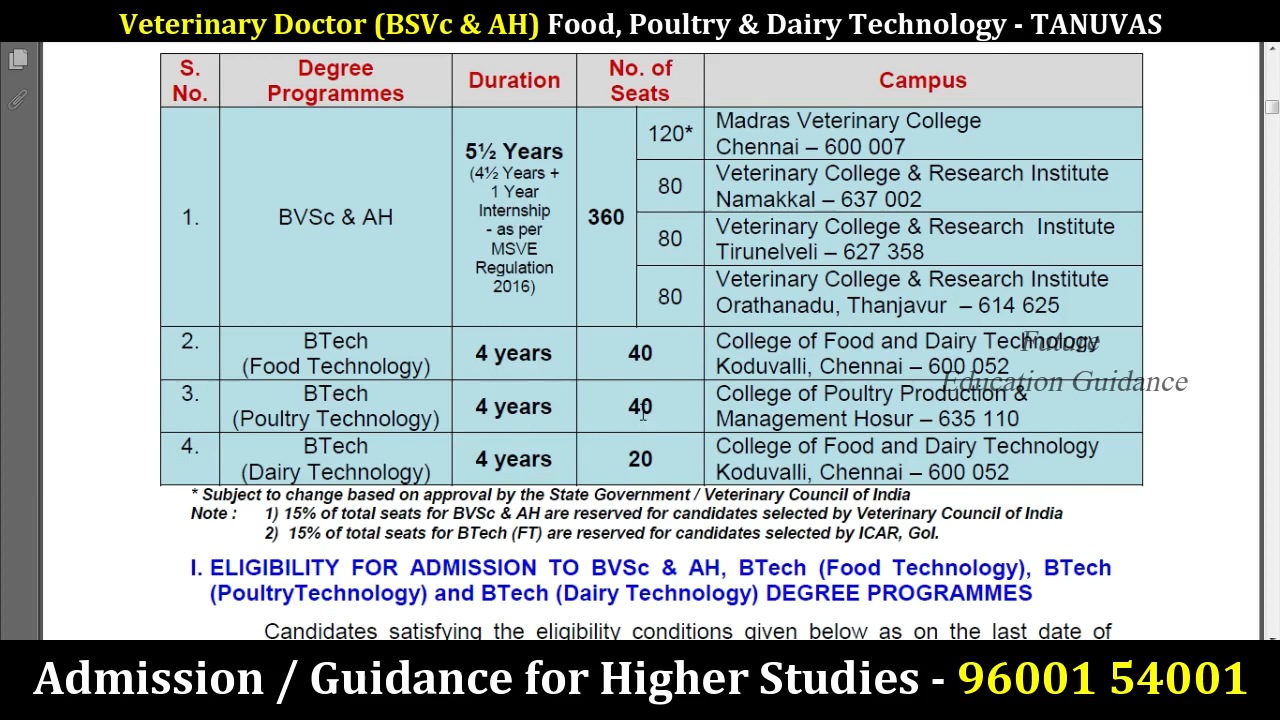 Veterinary Doctor (BSVc & AH) Food, Poultry & Dairy Technology - TANUVAS
S. No.
Degree Programmes
Duration
No. of Seats
Campus
1.
BVSc & AH
5½ Years
(4½ Years +
1 Year
Internship
- as per
MSVE
Regulation
2016)
360
120*
Madras Veterinary College
Chennai – 600 007
80
Veterinary College & Research Institute
Namakkal – 637 002
80
Veterinary College & Research Institute
Tirunelveli – 627 358
80
Veterinary College & Research Institute
Orathanadu, Thanjavur – 614 625
2.
BTech
(Food Technology)
4 years
40
College of Food and Dairy Technology
Koduvalli, Chennai – 600 052
Future
Education Guidance
3.
BTech
(Poultry Technology)
4 years
40
College of Poultry Production &
Management Hosur – 635 110
4.
BTech
(Dairy Technology)
4 years
20
College of Food and Dairy Technology
Koduvalli, Chennai – 600 052
* Subject to change based on approval by the State Government / Veterinary Council of India
Note : 1) 15% of total seats for BVSc & AH are reserved for candidates selected by Veterinary Council of India
2) 15% of total seats for BTech (FT) are reserved for candidates selected by ICAR, GoI.
I. ELIGIBILITY FOR ADMISSION TO BVSc & AH, BTech (Food Technology), BTech
(PoultryTechnology) and BTech (Dairy Technology) DEGREE PROGRAMMES
Candidates satisfying the eligibility conditions given below as on the last date of
Admission / Guidance for Higher Studies - 96001 54001